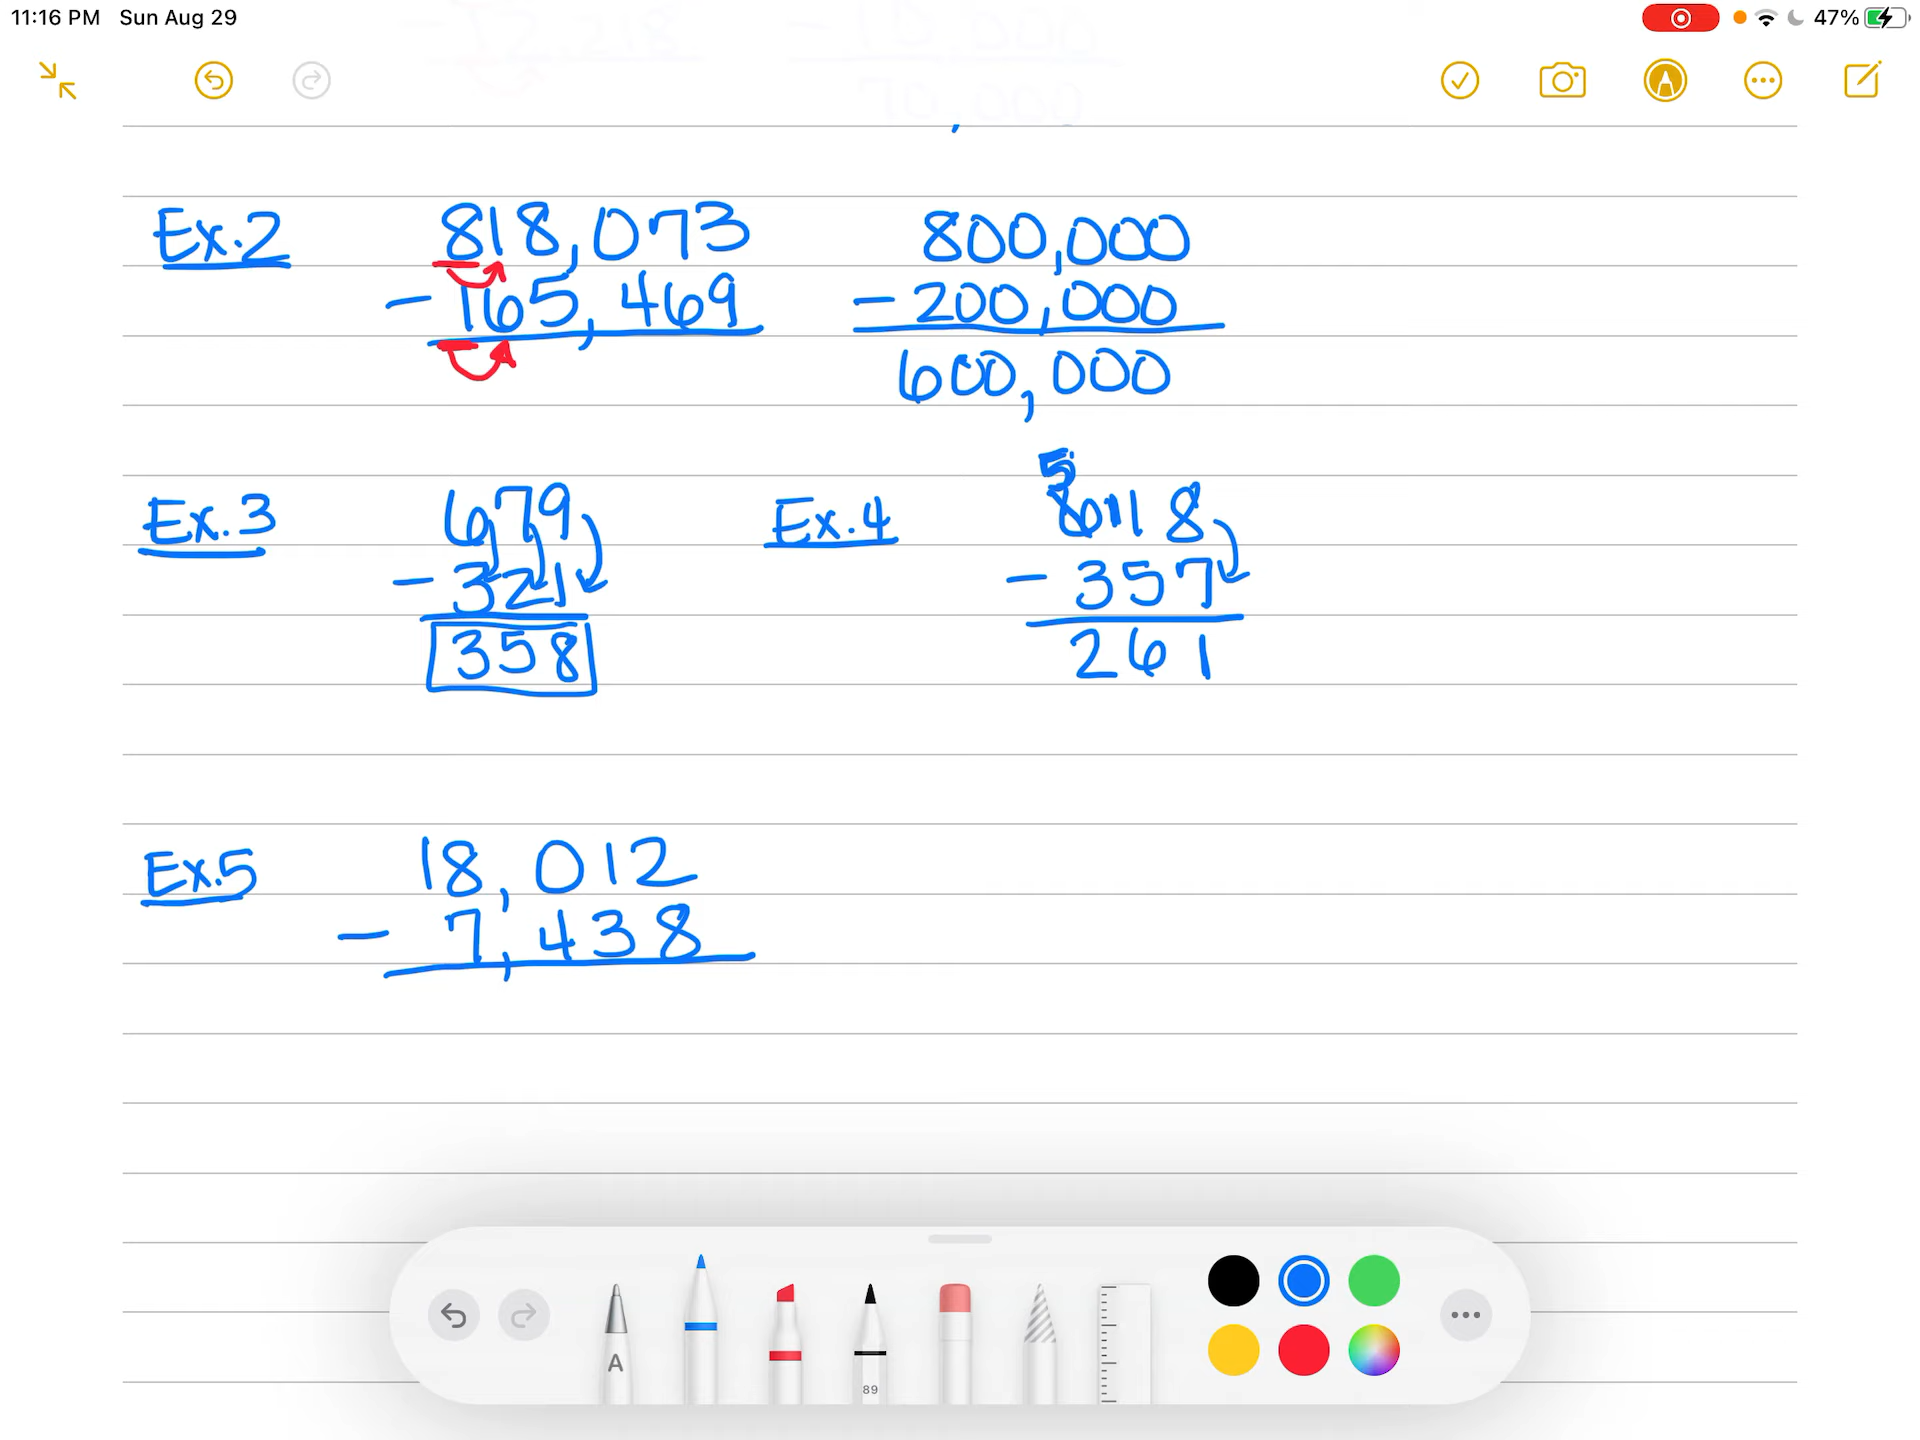 11:16 PM Sun Aug 29 47%
Ex.2 818,073 800,000
- 165,469 - 200,000
600,000
5
Ex.3 679 Ex.4 118
- 321 - 357
358 261
Ex.5 18,012
- 7,438
A
89